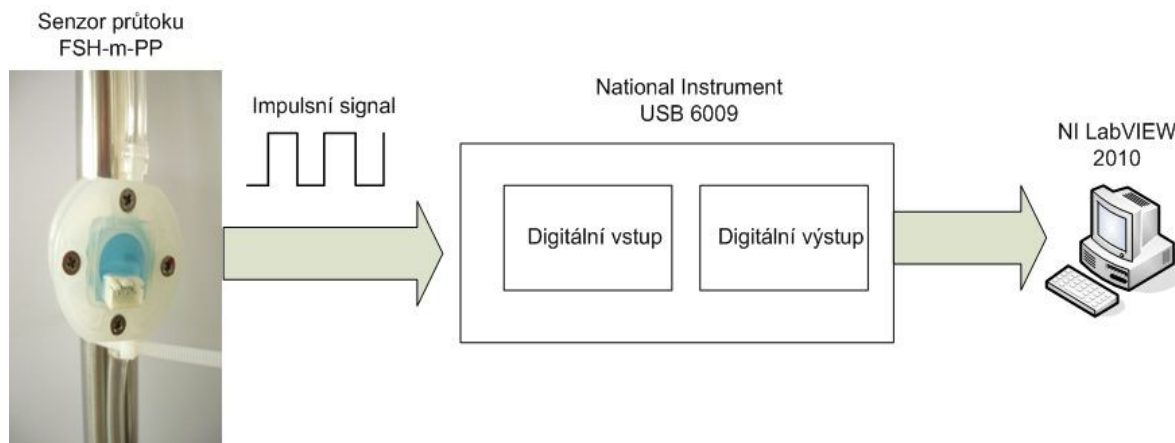 Senzor průtoku
FSH-m-PP
Impulsní signal
National Instrument
USB 6009
Digitální vstup
Digitální výstup
NI LabVIEW
2010